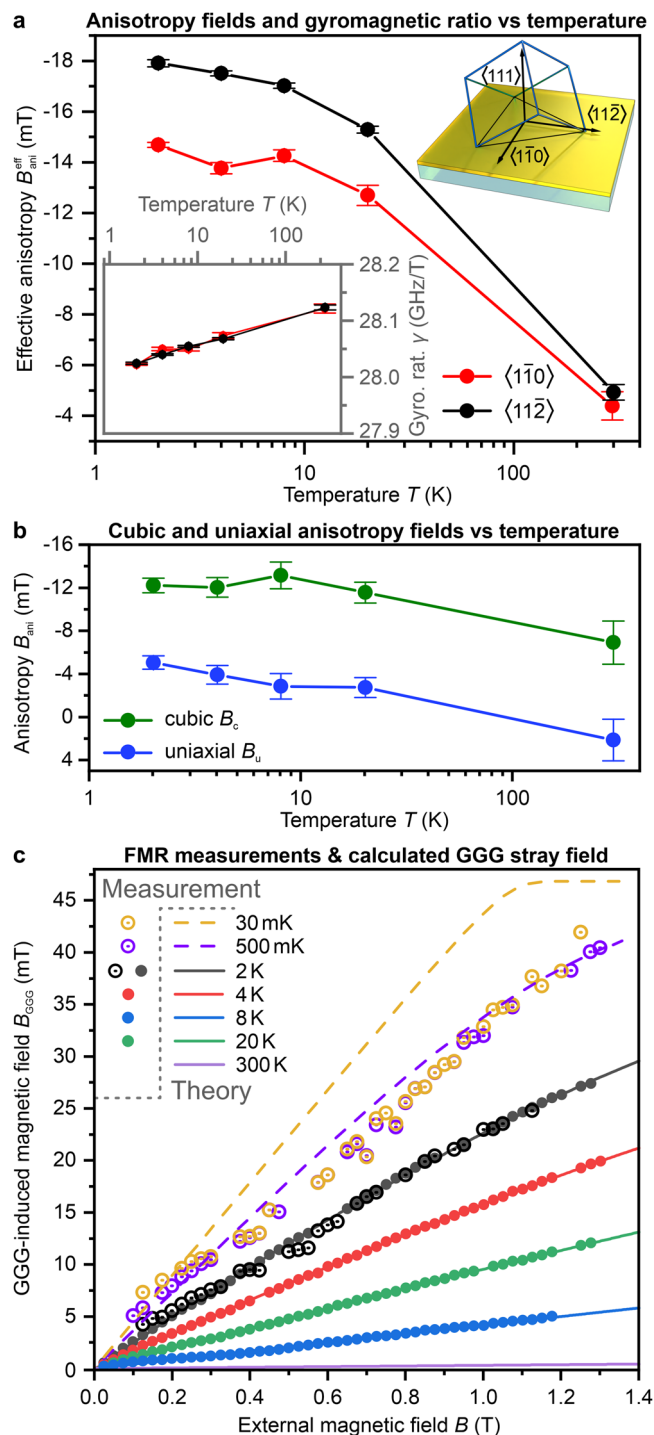 a
Anisotropy fields and gyromagnetic ratio vs temperature
Effective anisotropy B_ani^eff (mT)
-18
-16
-14
-12
-10
-8
-6
-4
⟨111⟩
⟨112̄⟩
⟨11̄0⟩
Temperature T (K)
1
10
100
28.2
28.1
28.0
27.9
Gyro. rat. γ (GHz/T)
⟨11̄0⟩
⟨112̄⟩
1
10
100
Temperature T (K)
b
Cubic and uniaxial anisotropy fields vs temperature
Anisotropy B_ani (mT)
-16
-12
-8
-4
0
4
cubic B_c
uniaxial B_u
1
10
100
Temperature T (K)
c
FMR measurements & calculated GGG stray field
GGG-induced magnetic field B_GGG (mT)
45
40
35
30
25
20
15
10
5
0
Measurement
30 mK
500 mK
2 K
4 K
8 K
20 K
300 K
Theory
0.0
0.2
0.4
0.6
0.8
1.0
1.2
1.4
External magnetic field B (T)